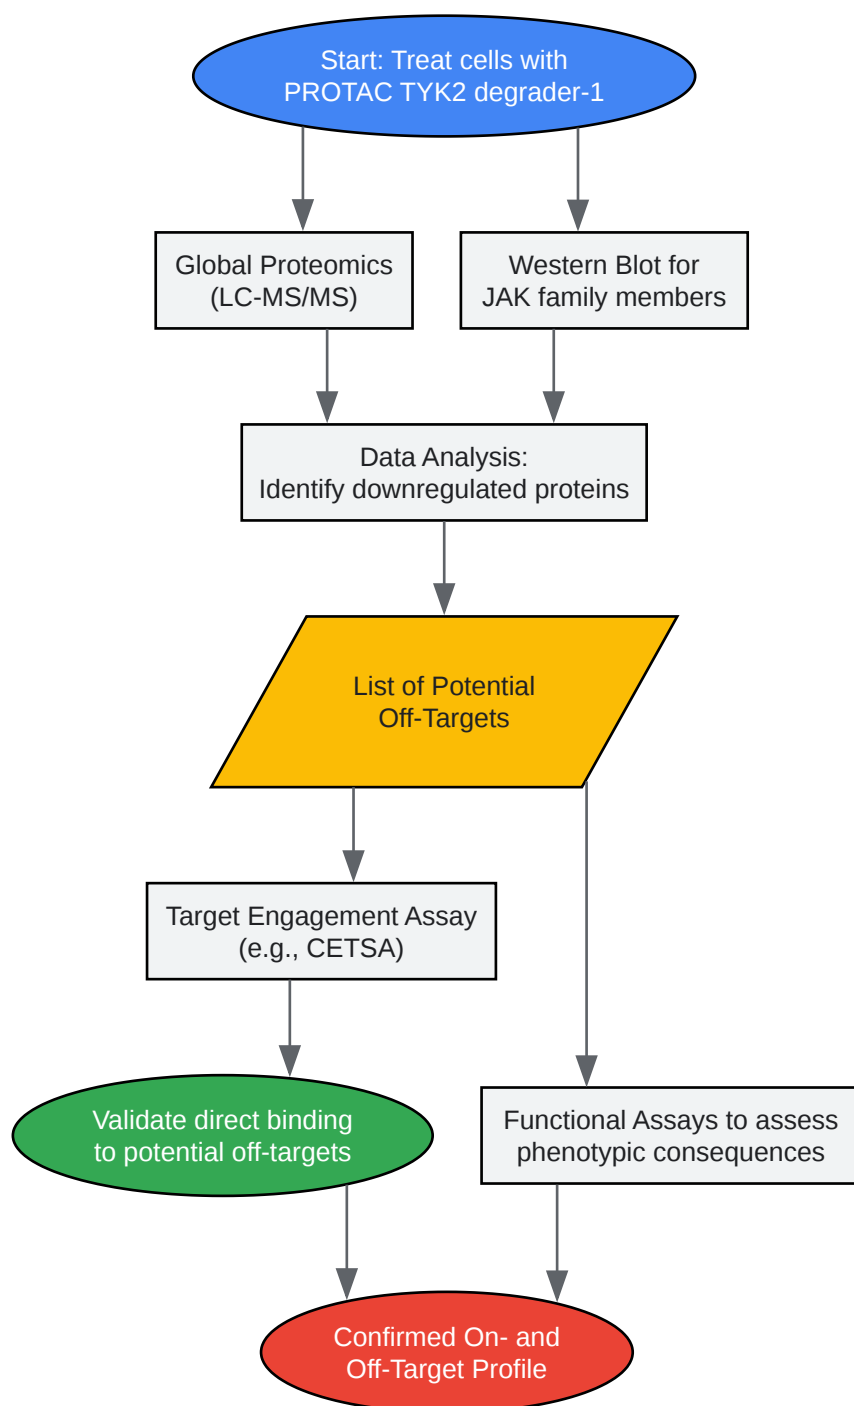 Start: Treat cells with
PROTAC TYK2 degrader-1
Global Proteomics
(LC-MS/MS)
Western Blot for
JAK family members
Data Analysis:
Identify downregulated proteins
List of Potential
Off-Targets
Target Engagement Assay
(e.g., CETSA)
Validate direct binding
to potential off-targets
Functional Assays to assess
phenotypic consequences
Confirmed On- and
Off-Target Profile